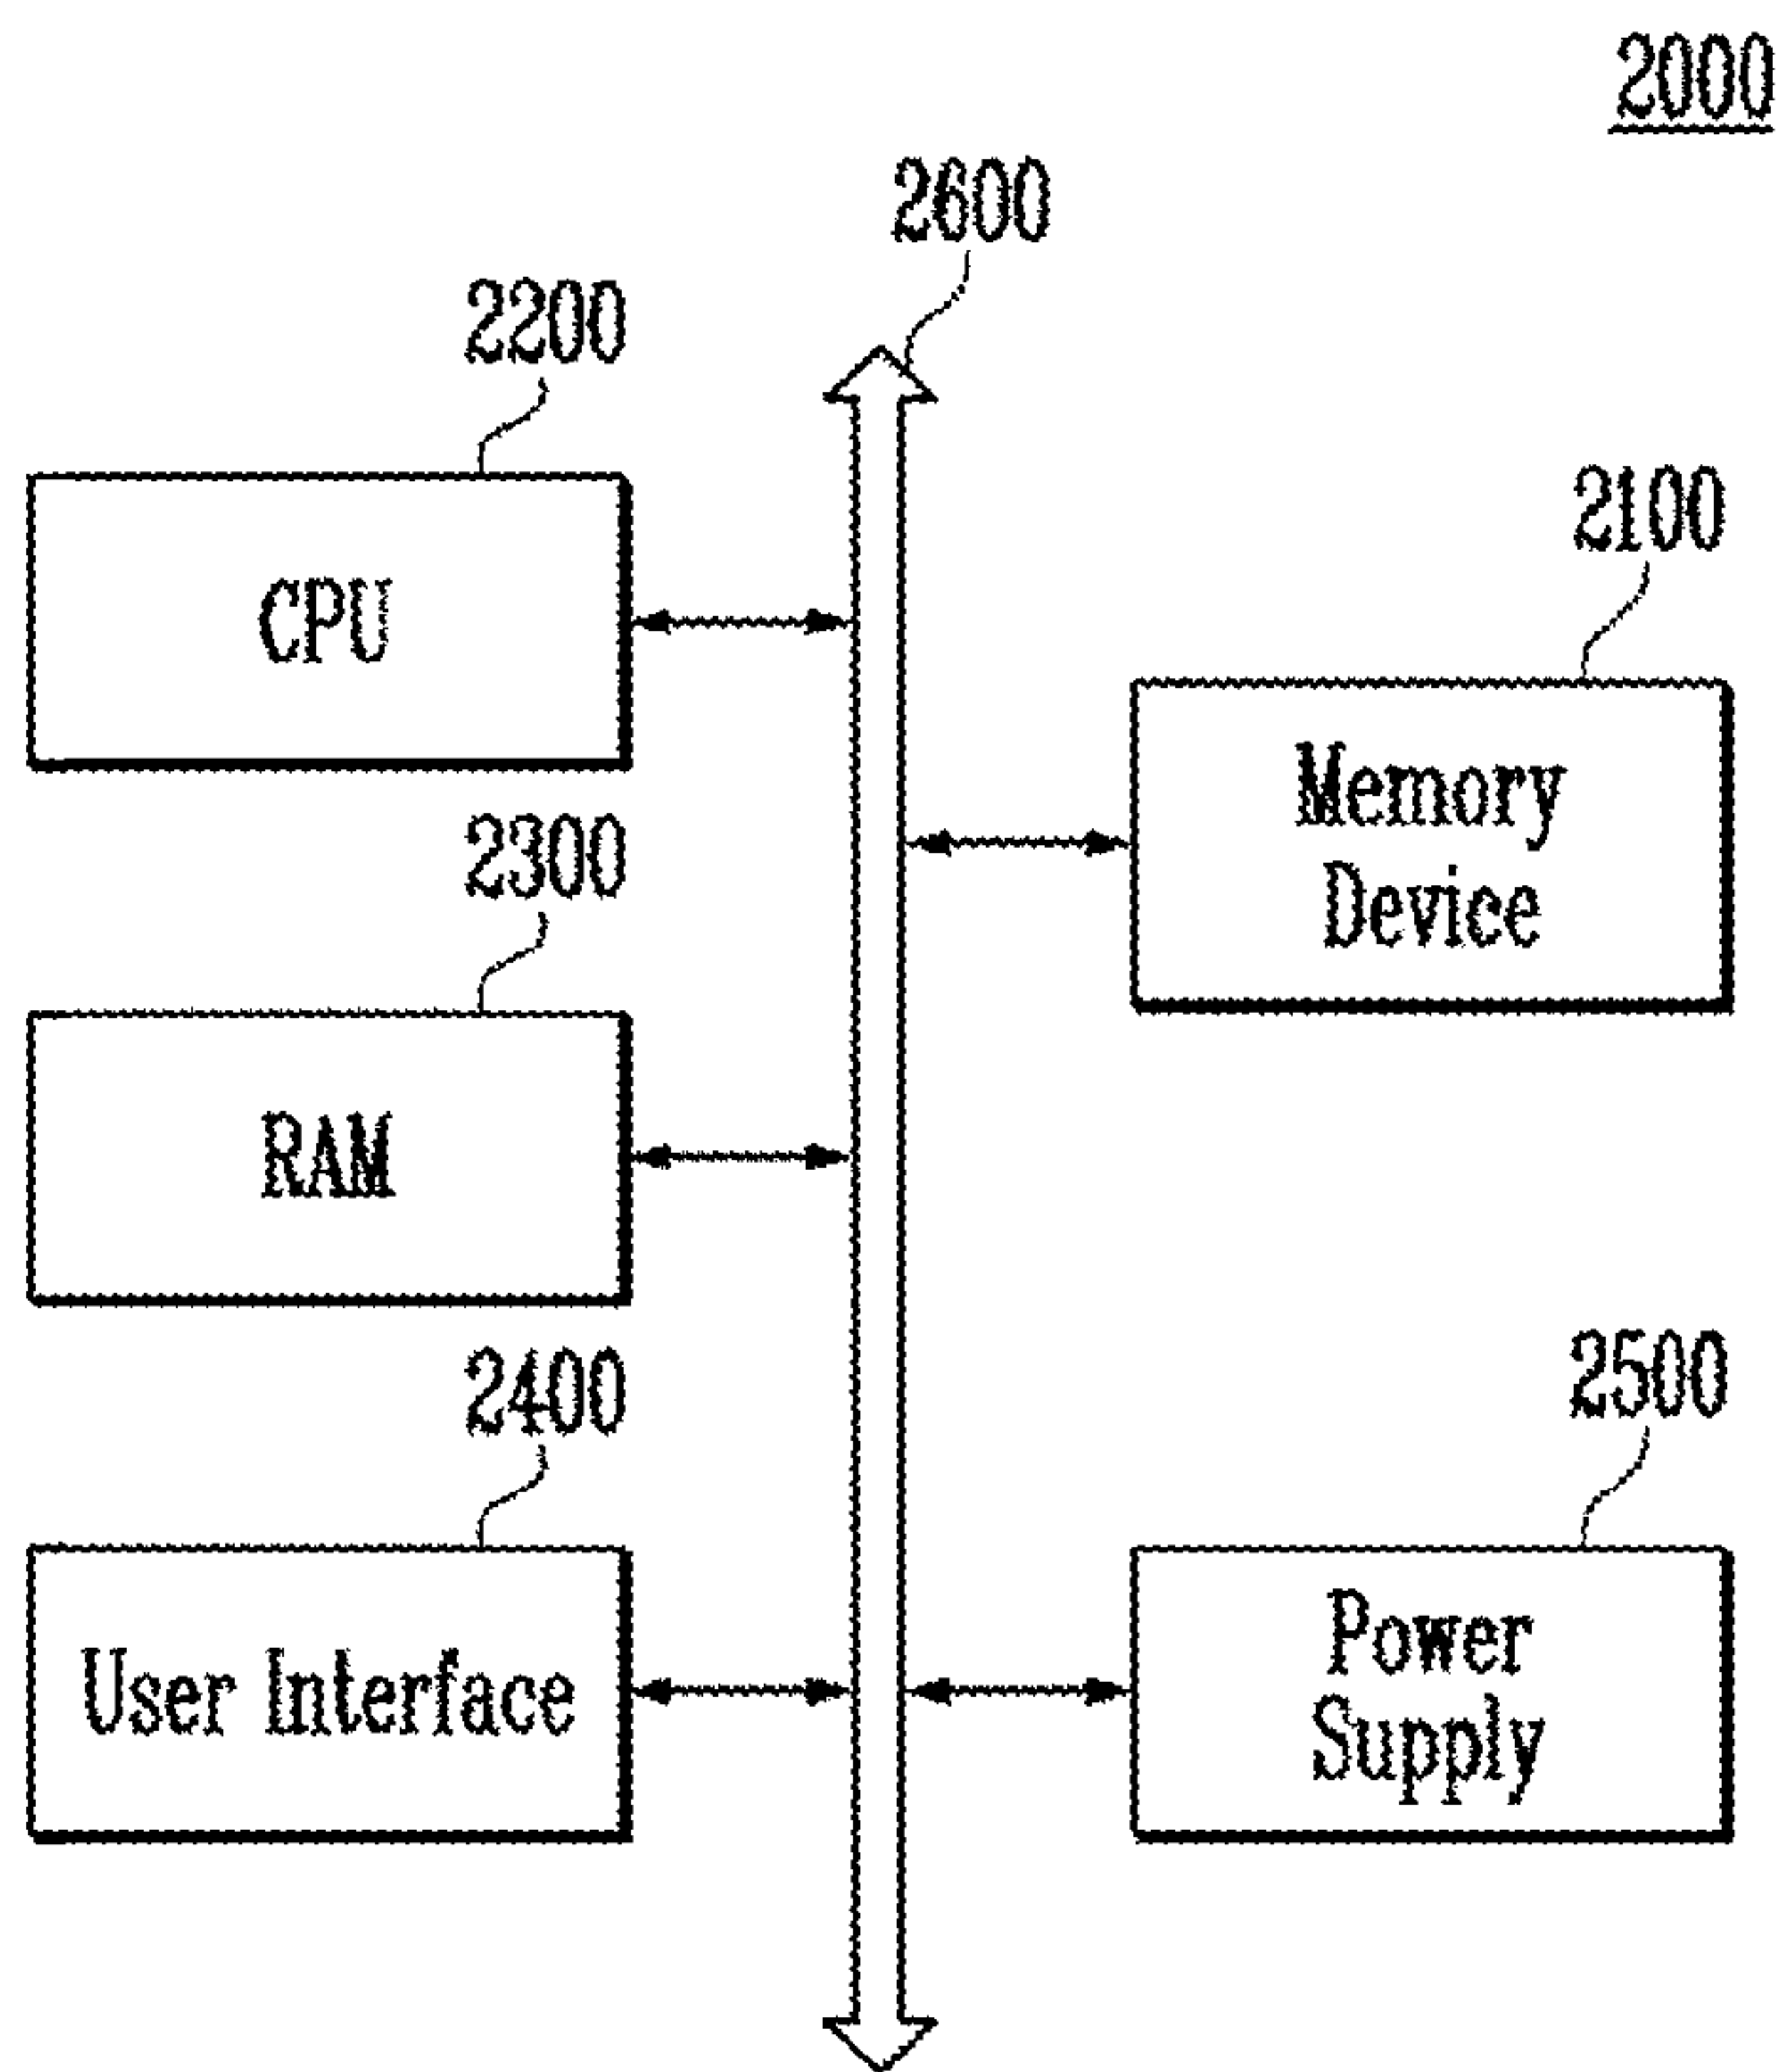 2000
2600
2200
CPU
2100
Memory
Device
2300
RAM
2400
User Interface
2500
Power
Supply